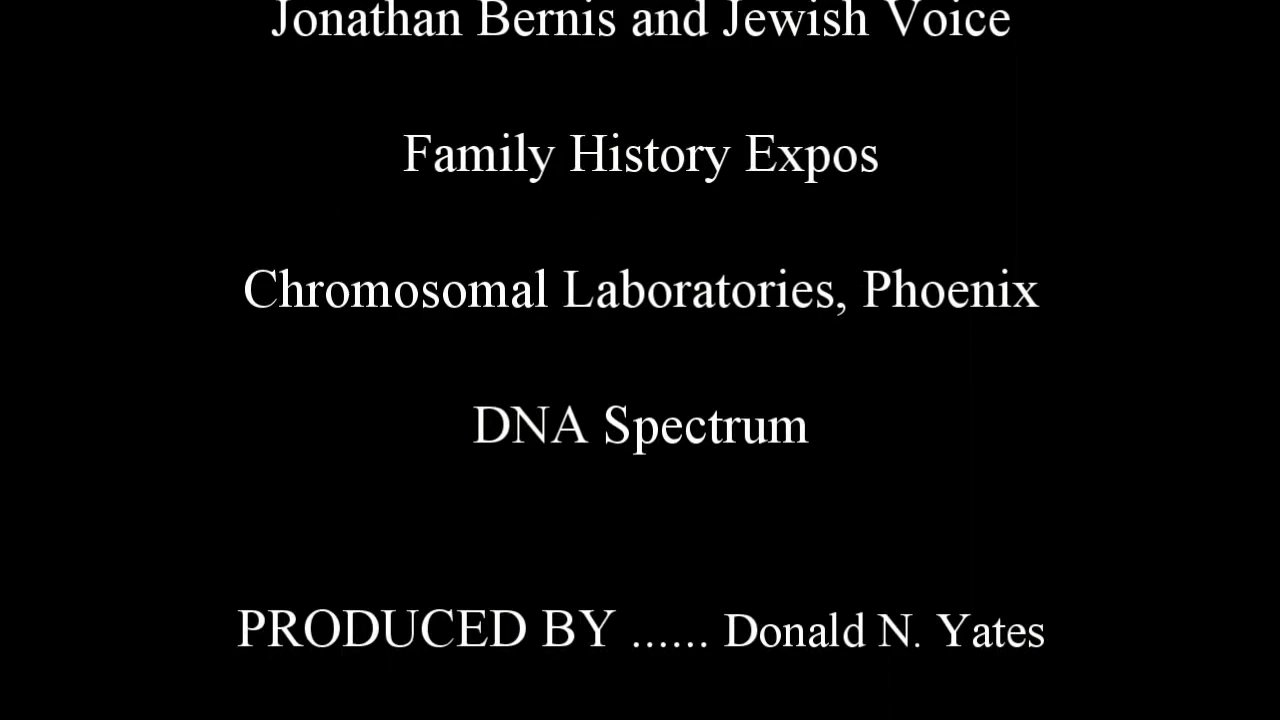 Jonathan Bernis and Jewish Voice
Family History Expos
Chromosomal Laboratories, Phoenix
DNA Spectrum
PRODUCED BY ...... Donald N. Yates